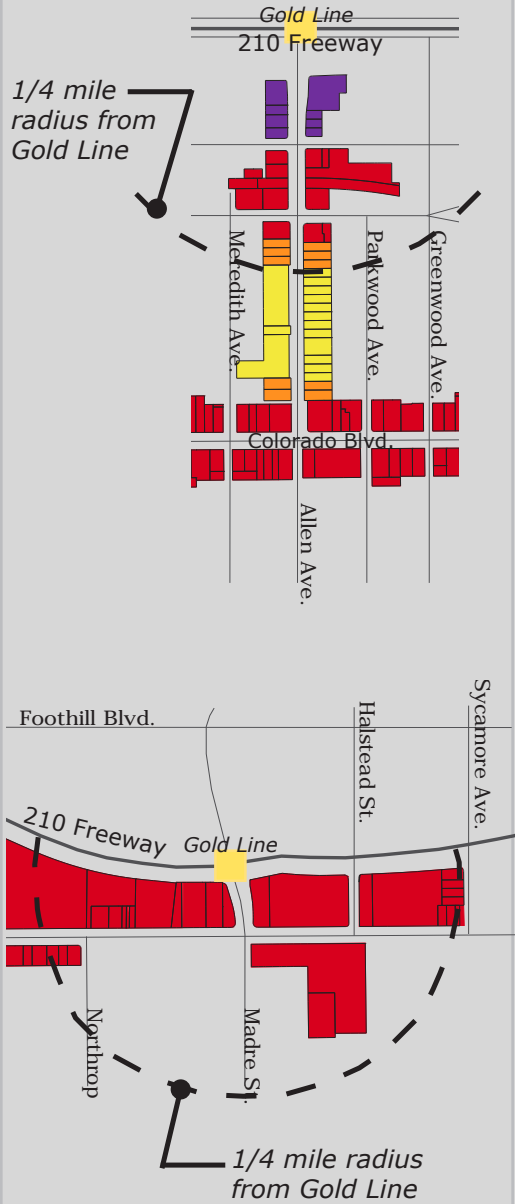 Gold Line
210 Freeway
1/4 mile
radius from
Gold Line
Meredith Ave.
Parkwood Ave.
Greenwood Ave.
Colorado Blvd.
Allen Ave.
Foothill Blvd.
Halstead St.
Sycamore Ave.
210 Freeway
Gold Line
Northrop
Madre St.
1/4 mile radius
from Gold Line